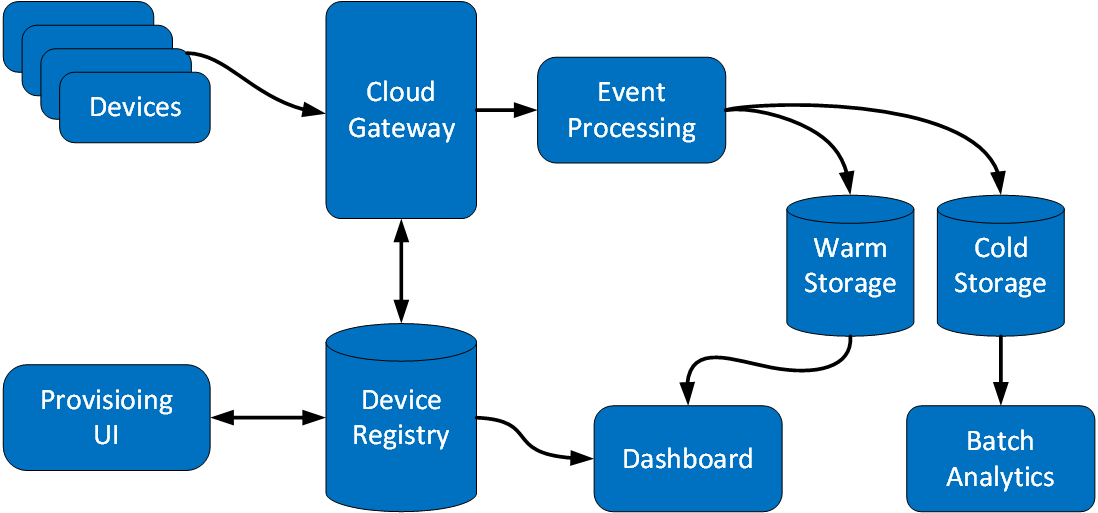 Devices
Cloud
Gateway
Event
Processing
Warm
Storage
Cold
Storage
Provisioing
UI
Device
Registry
Dashboard
Batch
Analytics